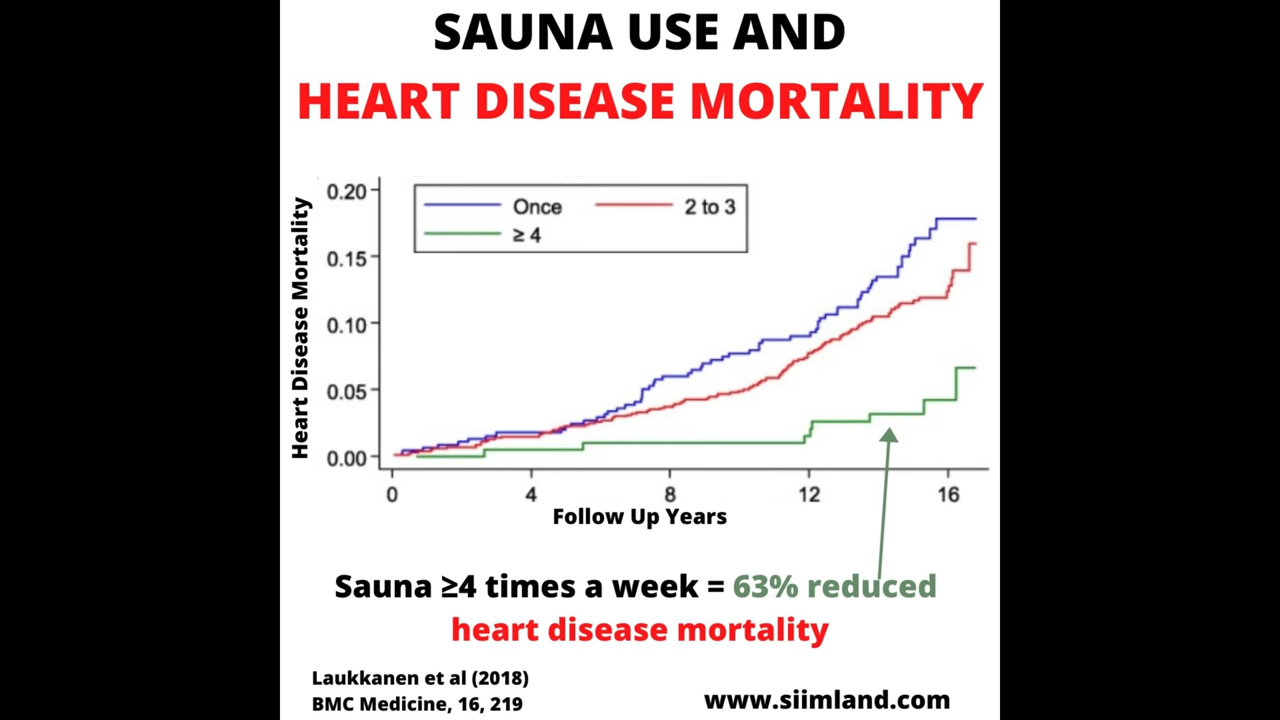 SAUNA USE AND
HEART DISEASE MORTALITY
Heart Disease Mortality
0.20
0.15
0.10
0.05
0.00
Once
2 to 3
≥ 4
0 4 8 12 16
Follow Up Years
Sauna ≥4 times a week = 63% reduced
heart disease mortality
Laukkanen et al (2018)
BMC Medicine, 16, 219
www.siimland.com